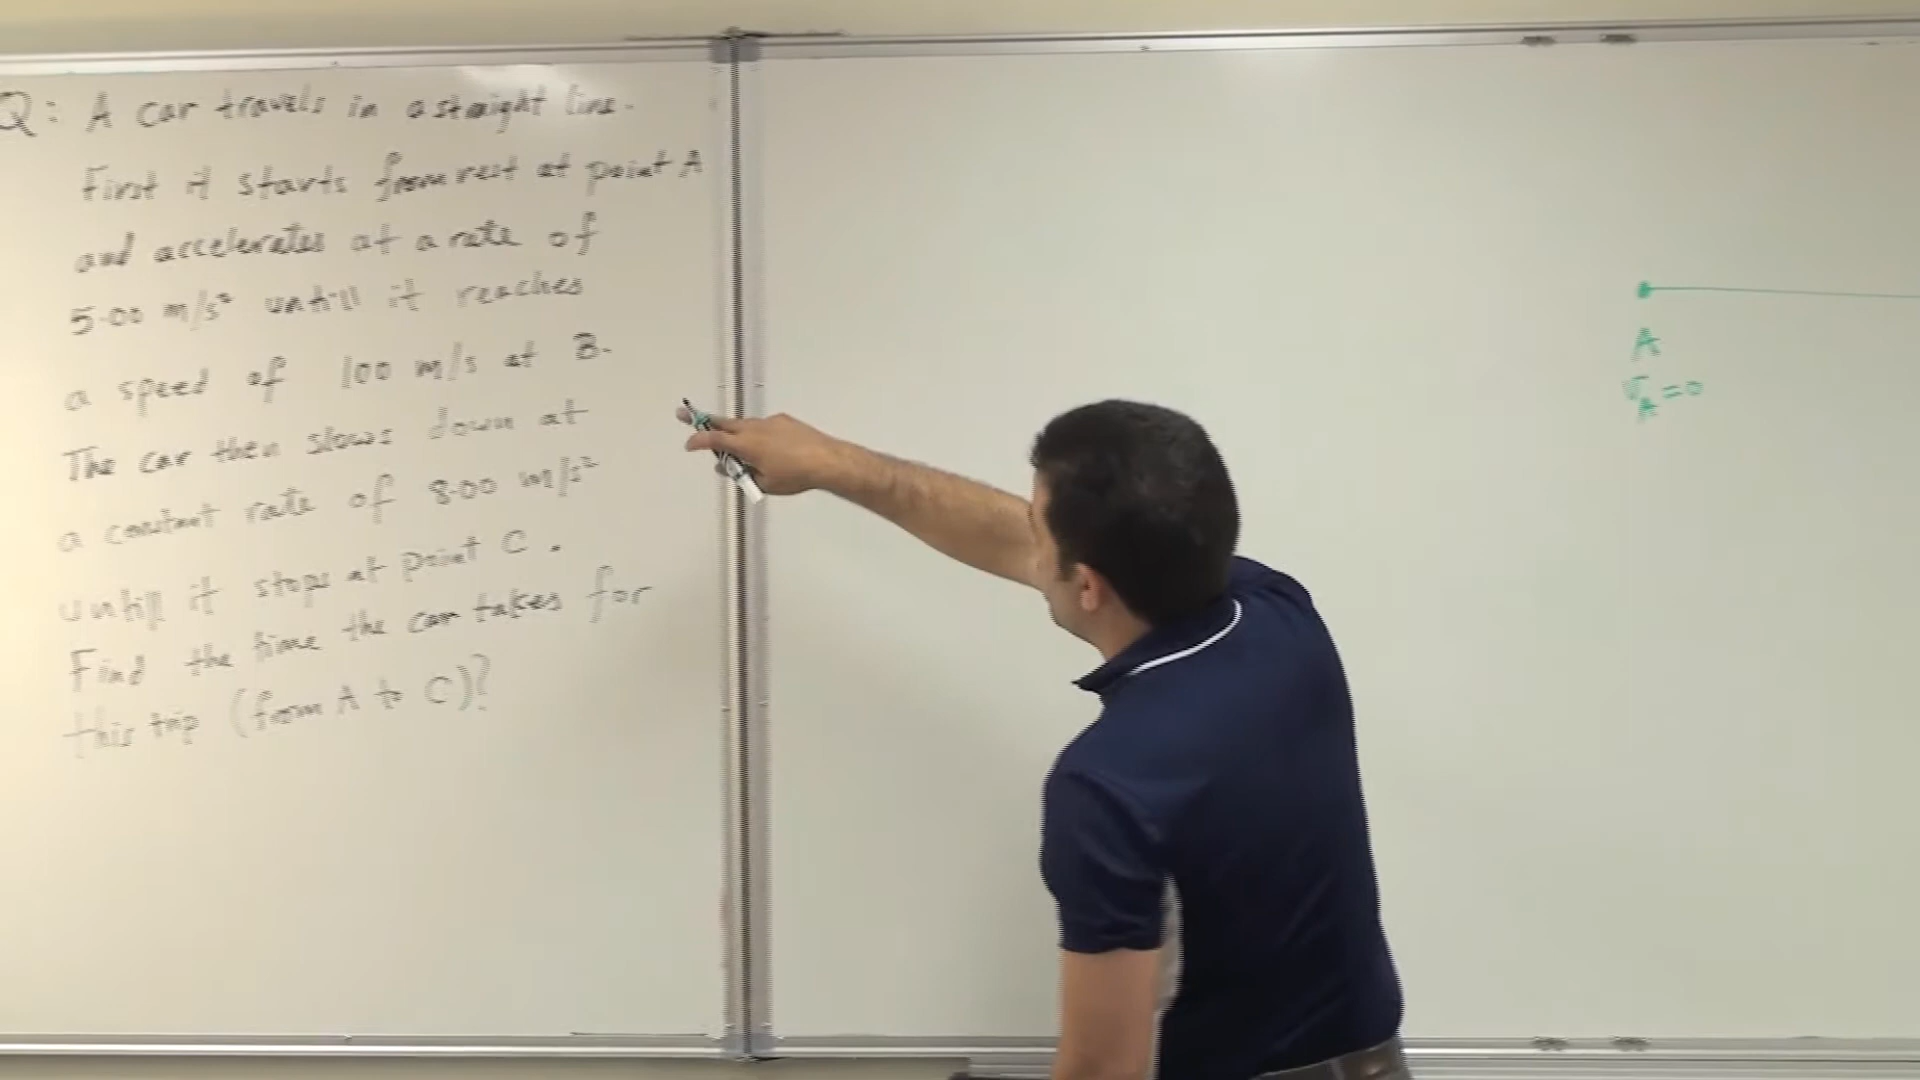 Q: A car travels in a straight line.
First it starts from rest at point A
and accelerates at a rate of
5.00 m/s² untill it reaches
a speed of 100 m/s at B.
The car then slows down at
a constant rate of 8.00 m/s²
untill it stops at point C.
Find the time the car takes for
this trip (from A to C)?
A
v_A = 0